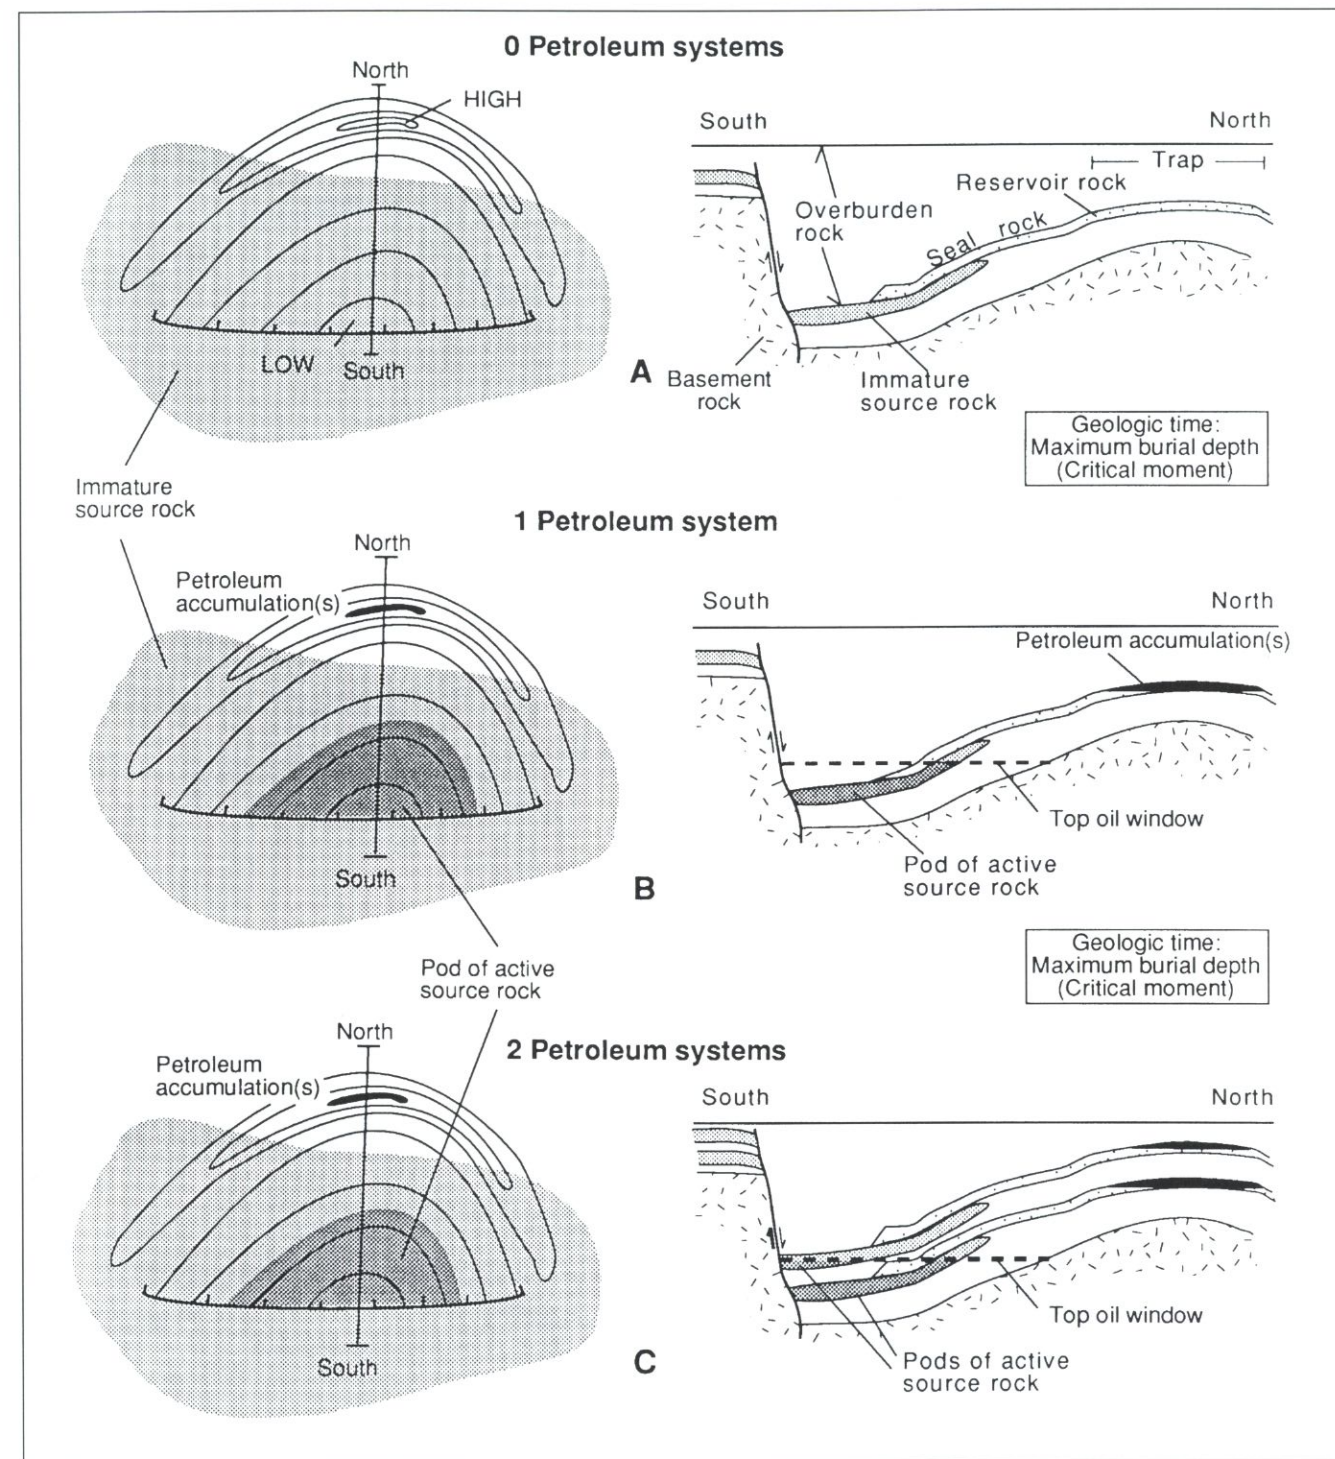 0 Petroleum systems
North
HIGH
LOW
South
South
North
Trap
Reservoir rock
Overburden
rock
Seal rock
A
Basement
rock
Immature
source rock
Geologic time:
Maximum burial depth
(Critical moment)
Immature
source rock
1 Petroleum system
North
Petroleum
accumulation(s)
South
South
North
Petroleum accumulation(s)
Top oil window
Pod of active
source rock
B
Geologic time:
Maximum burial depth
(Critical moment)
Pod of active
source rock
2 Petroleum systems
North
Petroleum
accumulation(s)
South
South
North
Top oil window
Pods of active
source rock
C